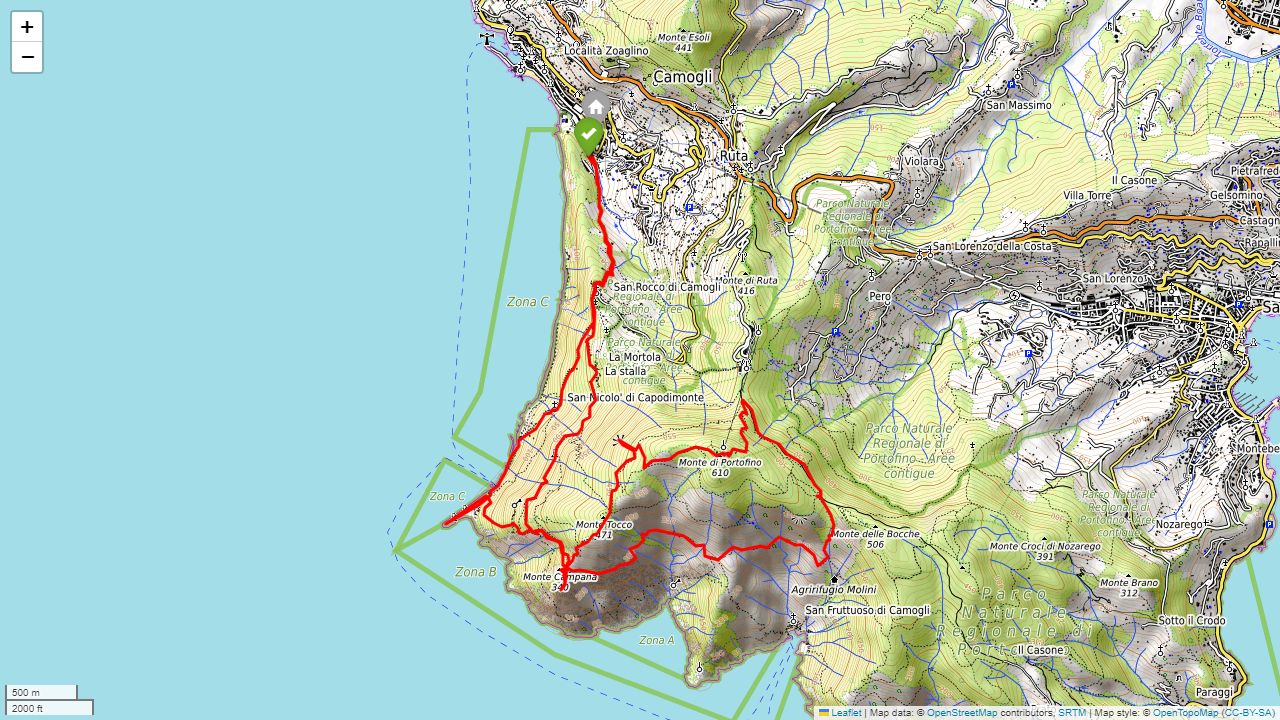 +
−
Località Zoaglino
Monte Esoli
441
Camogli
San Massimo
Ruta
Violara
Il Casone
Villa Torre
Gelsomino
Parco Naturale
Regionale di
Portofino - Aree
contigue
San Lorenzo della Costa
San Lorenzo
Pero
Monte di Ruta
416
San Rocco di Camogli
Regionale di
Portofino - Aree
contigue
Zona C
Parco Naturale
La Mortola
La stalla
Aree
contigue
San Nicolo' di Capodimonte
Parco Naturale
Regionale di
Portofino - Aree
contigue
Monte di Portofino
610
Zona C
Parco Naturale
Regionale di
Portofino - Aree
contigue
Nozarego
Monte Tocco
471
Monte delle Bocche
506
Monte Croci di Nozarego
391
Zona B
Monte Campana
340
Agririfugio Molini
Monte Brano
312
San Fruttuoso di Camogli
Parco
Naturale
Regionale di
Sotto il Crodo
Zona A
Il Casone
Paraggi
500 m
2000 ft
Leaflet | Map data: © OpenStreetMap contributors, SRTM | Map style: © OpenTopoMap (CC-BY-SA)